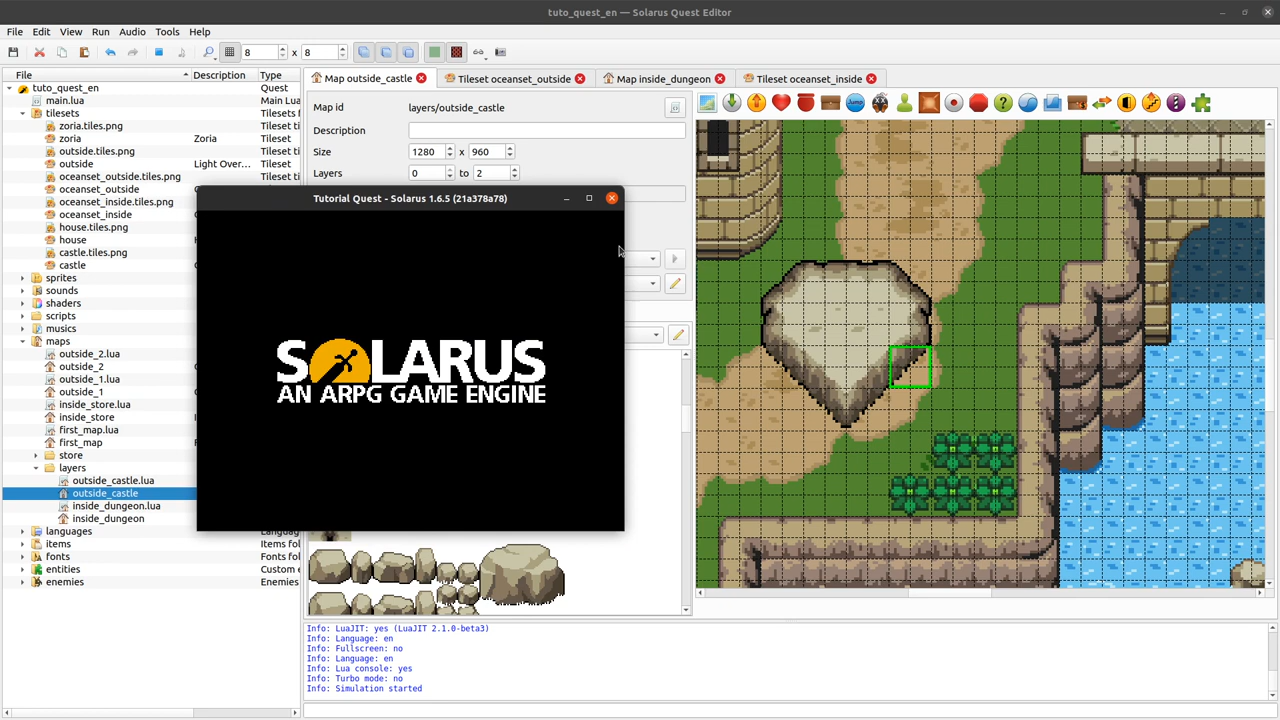 tuto_quest_en — Solarus Quest Editor
File Edit View Run Audio Tools Help
8 x 8
File Description Type
tuto_quest_en Quest
main.lua Main Lua
tilesets Tilesets f
zoria.tiles.png Tileset ti
zoria Zoria Tileset
outside.tiles.png Tileset ti
outside Light Over... Tileset
oceanset_outside.tiles.png Tileset ti
oceanset_outside
oceanset_inside.tiles.png Tileset ti
oceanset_inside
house.tiles.png
house
castle.tiles.png
castle
sprites
sounds
shaders
scripts
musics
maps
outside_2.lua
outside_2
outside_1.lua
outside_1
inside_store.lua
inside_store
first_map.lua
first_map
store
layers
outside_castle.lua
outside_castle
inside_dungeon.lua
inside_dungeon
languages Languages f
items Items fol
fonts Fonts fol
entities Custom e
enemies Enemies
Map outside_castle
Tileset oceanset_outside
Map inside_dungeon
Tileset oceanset_inside
Map id layers/outside_castle
Description
Size 1280 x 960
Layers 0 to 2
Jump
Tutorial Quest - Solarus 1.6.5 (21a378a78)
SOLARUS
AN ARPG GAME ENGINE
Info: LuaJIT: yes (LuaJIT 2.1.0-beta3)
Info: Language: en
Info: Fullscreen: no
Info: Language: en
Info: Lua console: yes
Info: Turbo mode: no
Info: Simulation started